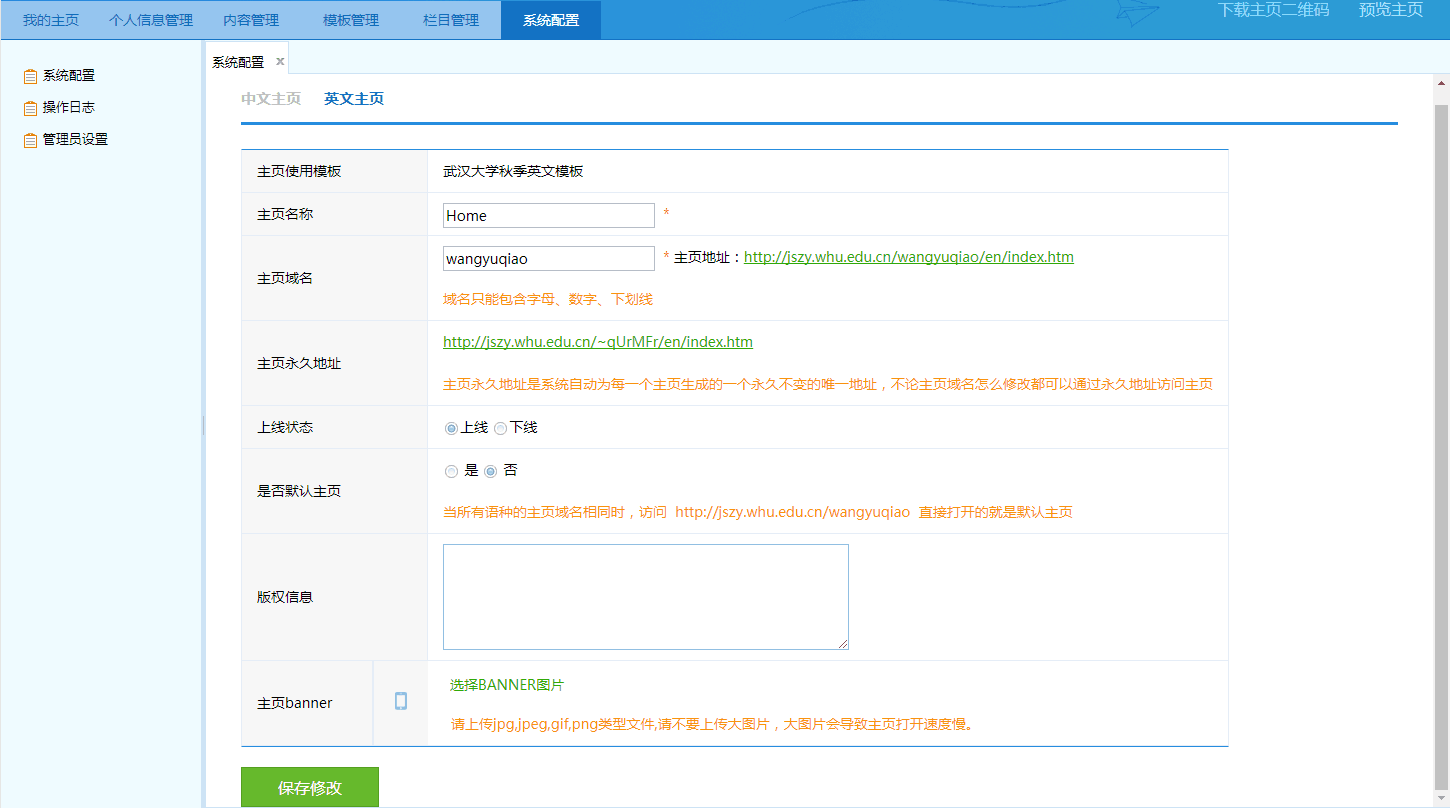 我的主页 个人信息管理 内容管理 模板管理 栏目管理 系统配置 下载主页二维码 预览主页
系统配置
操作日志
管理员设置
系统配置 ×
中文主页 英文主页
主页使用模板 武汉大学秋季英文模板
主页名称 Home *
主页域名 wangyuqiao * 主页地址：http://jszy.whu.edu.cn/wangyuqiao/en/index.htm
域名只能包含字母、数字、下划线
主页永久地址 http://jszy.whu.edu.cn/~qUrMFr/en/index.htm
主页永久地址是系统自动为每一个主页生成的一个永久不变的唯一地址，不论主页域名怎么修改都可以通过永久地址访问主页
上线状态 上线 下线
是否默认主页 是 否
当所有语种的主页域名相同时，访问 http://jszy.whu.edu.cn/wangyuqiao 直接打开的就是默认主页
版权信息
主页banner 选择BANNER图片
请上传jpg,jpeg,gif,png类型文件,请不要上传大图片，大图片会导致主页打开速度慢。
保存修改